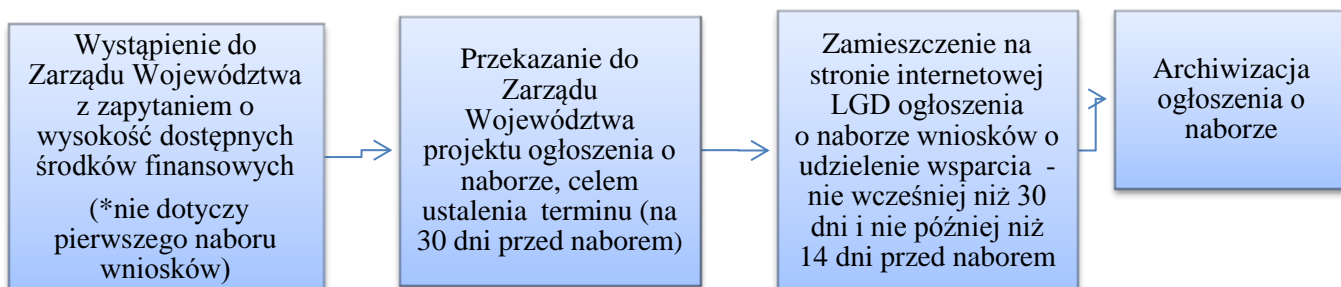 Wystąpienie do
Zarządu Województwa
z zapytaniem o
wysokość dostępnych
środków finansowych
(*nie dotyczy
pierwszego naboru
wniosków)
Przekazanie do
Zarządu
Województwa
projektu ogłoszenia o
naborze, celem
ustalenia terminu (na
30 dni przed naborem)
Zamieszczenie na
stronie internetowej
LGD ogłoszenia
o naborze wniosków o
udzielenie wsparcia -
nie wcześniej niż 30
dni i nie później niż
14 dni przed naborem
Archiwizacja
ogłoszenia o
naborze